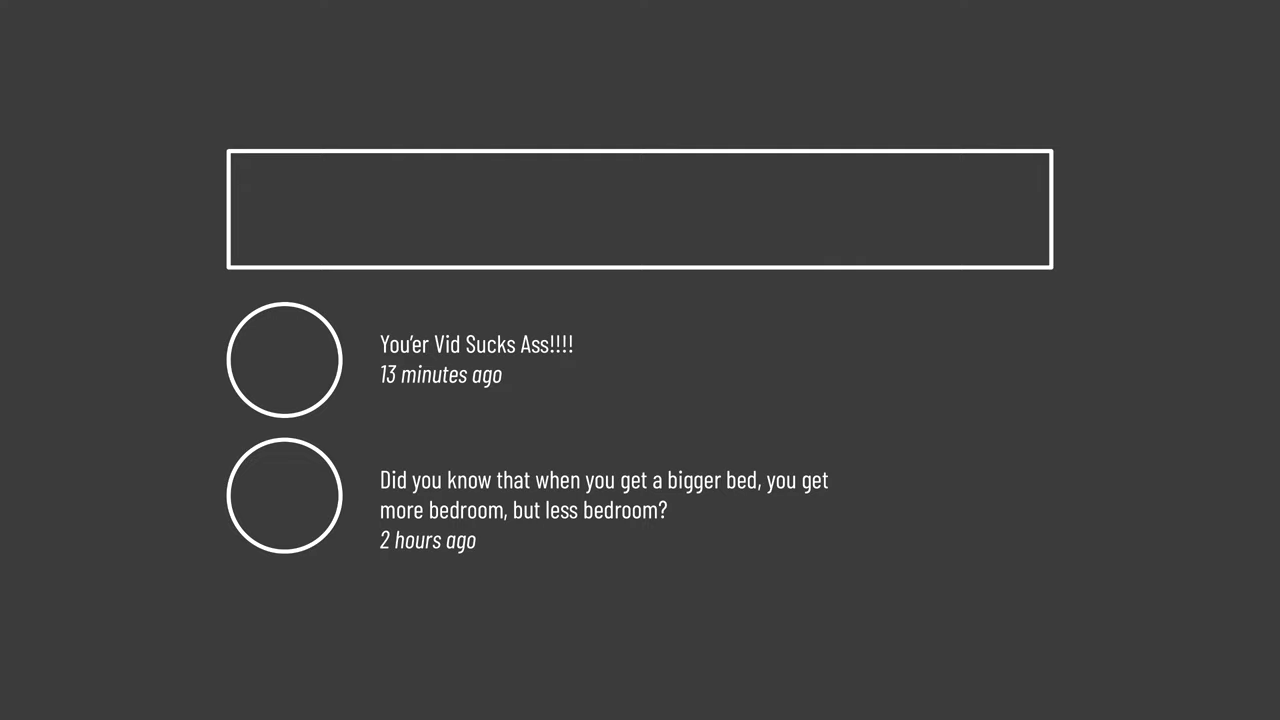 You’er Vid Sucks Ass!!!!
13 minutes ago
Did you know that when you get a bigger bed, you get
more bedroom, but less bedroom?
2 hours ago